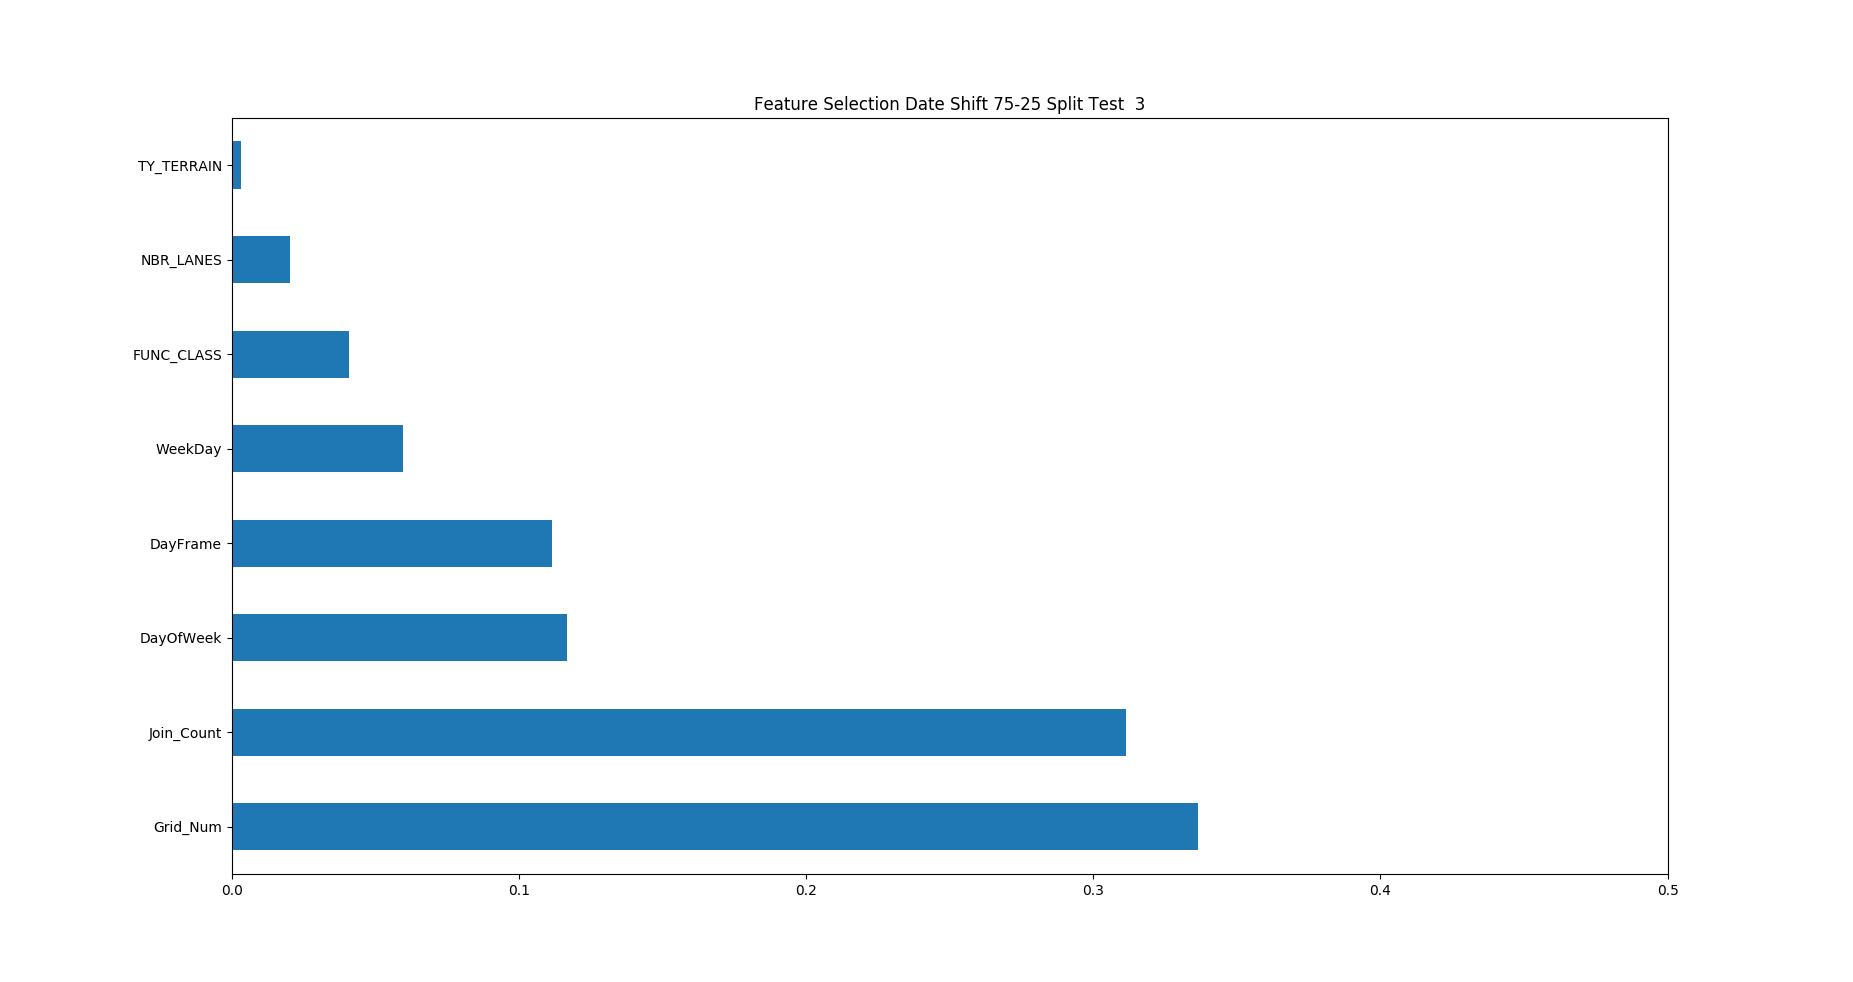 Feature Selection Date Shift 75-25 Split Test  3
TY_TERRAIN
NBR_LANES
FUNC_CLASS
WeekDay
DayFrame
DayOfWeek
Join_Count
Grid_Num
0.0 0.1 0.2 0.3 0.4 0.5